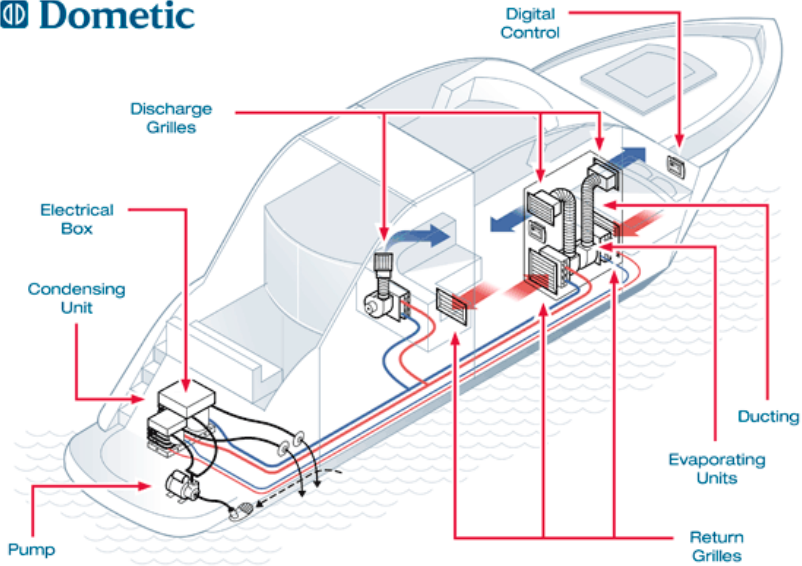 Dometic
Digital
Control
Discharge
Grilles
Electrical
Box
Condensing
Unit
Ducting
Evaporating
Units
Pump
Return
Grilles